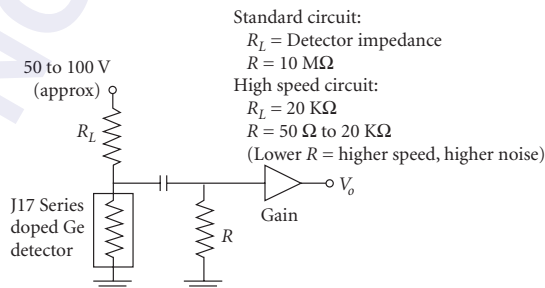 Standard circuit:
R_L = Detector impedance
R = 10 MΩ
High speed circuit:
R_L = 20 KΩ
R = 50 Ω to 20 KΩ
(Lower R = higher speed, higher noise)
50 to 100 V
(approx)
R_L
J17 Series
doped Ge
detector
R
Gain
V_o